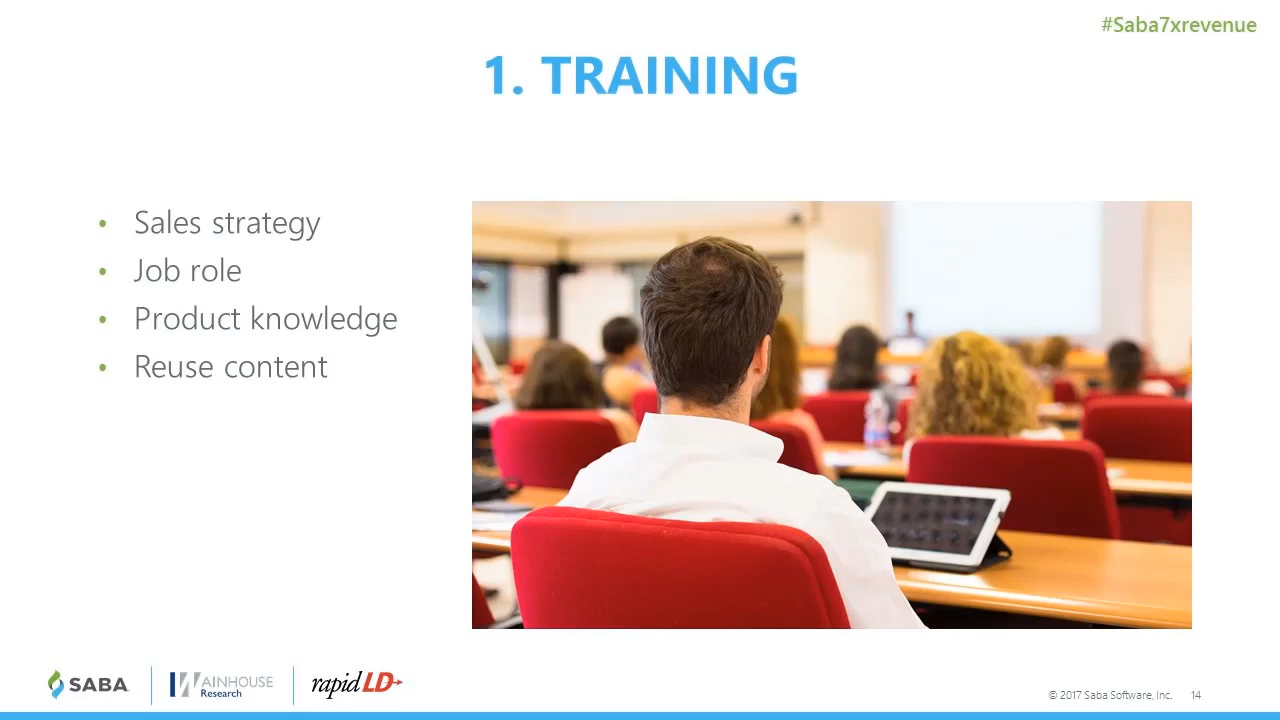 #Saba7xrevenue
1. TRAINING
• Sales strategy
• Job role
• Product knowledge
• Reuse content
SABA
WAINHOUSE
Research
rapid LD
© 2017 Saba Software, Inc. 14